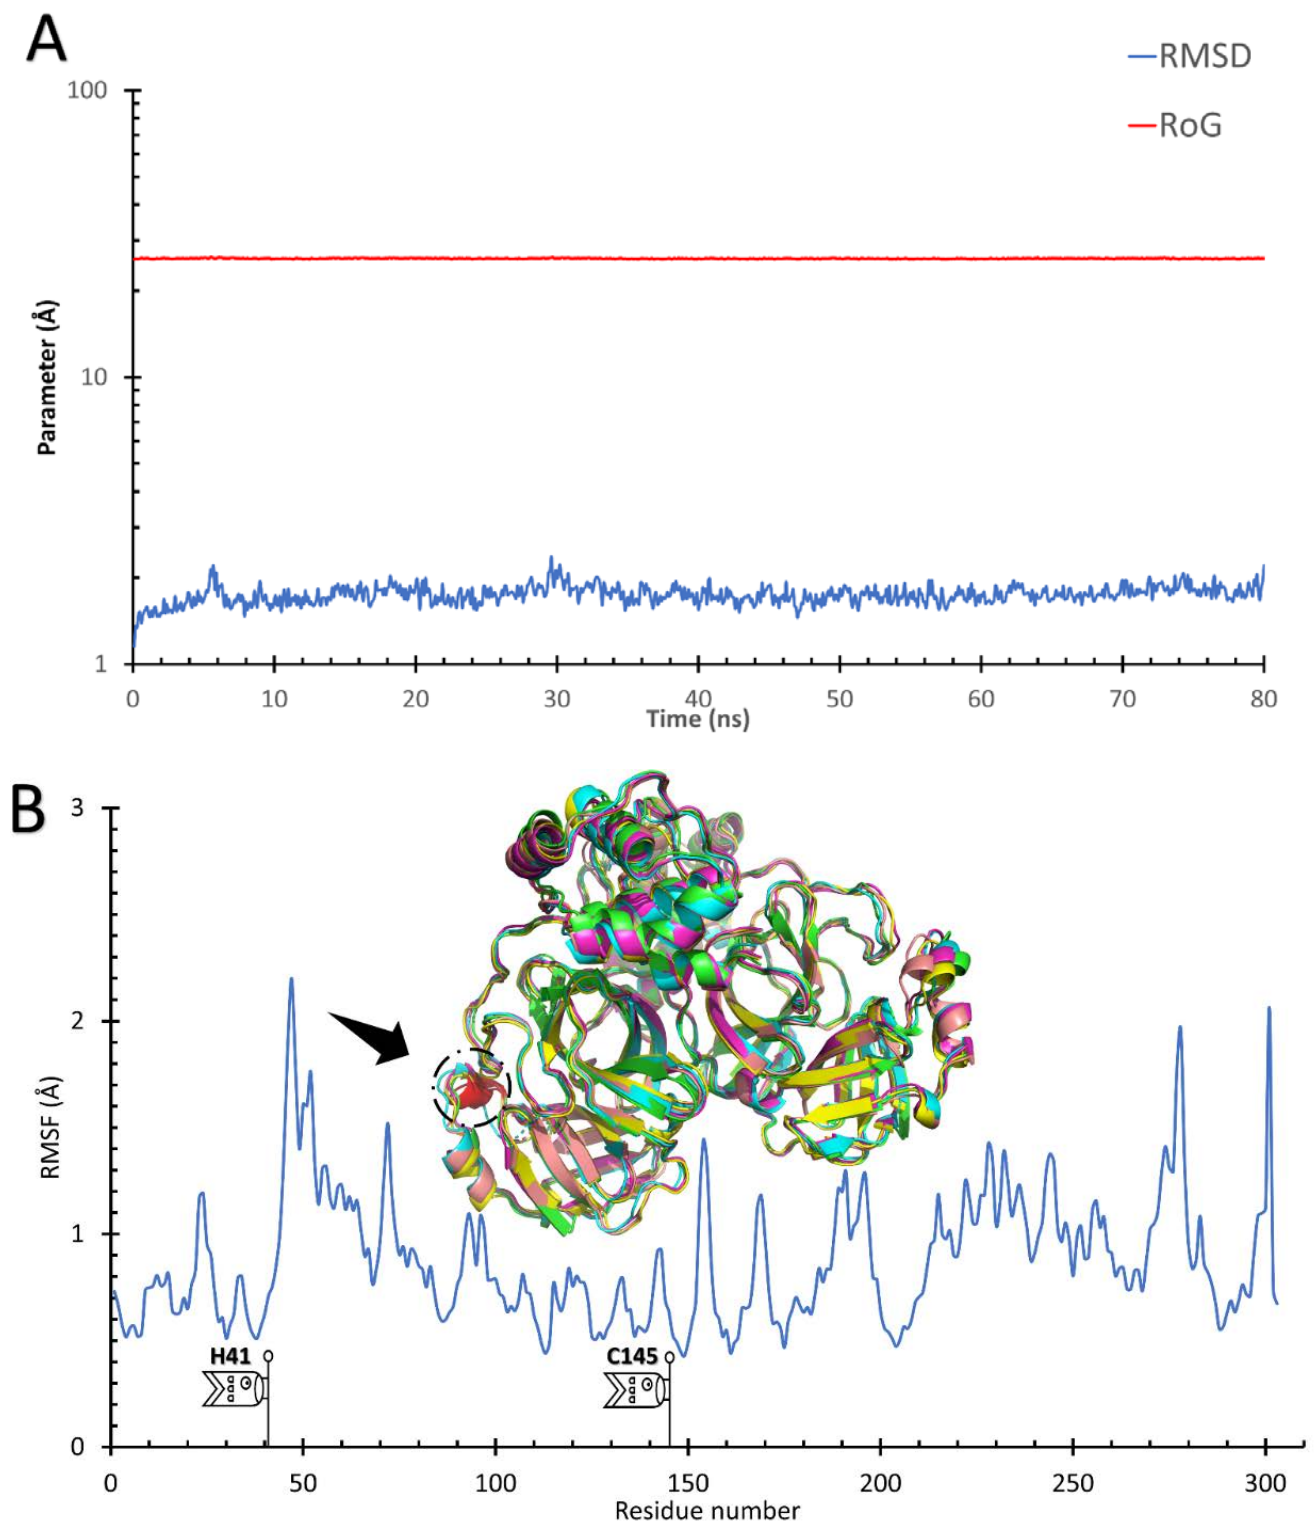 A
RMSD
RoG
100
10
1
Parameter (Å)
0 10 20 30 40 50 60 70 80
Time (ns)
B
3
2
1
0
RMSF (Å)
H41
C145
0 50 100 150 200 250 300
Residue number